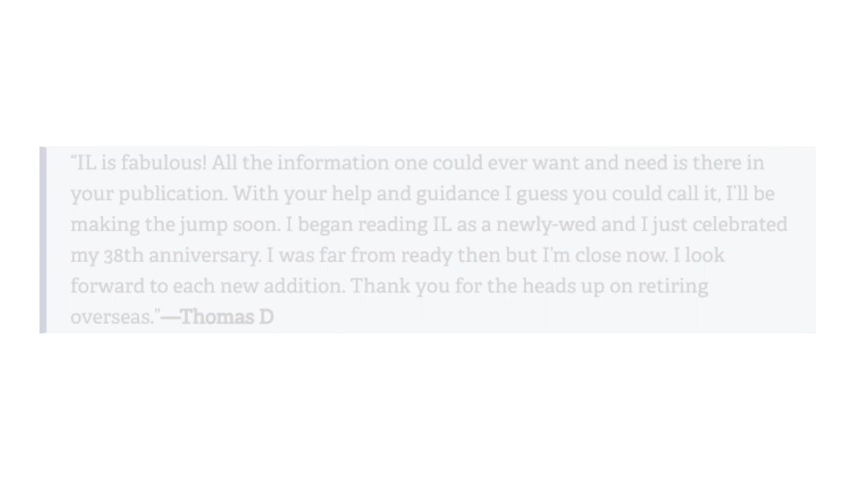 “IL is fabulous! All the information one could ever want and need is there in
your publication. With your help and guidance I guess you could call it, I’ll be
making the jump soon. I began reading IL as a newly-wed and I just celebrated
my 38th anniversary. I was far from ready then but I’m close now. I look
forward to each new addition. Thank you for the heads up on retiring
overseas.”—Thomas D